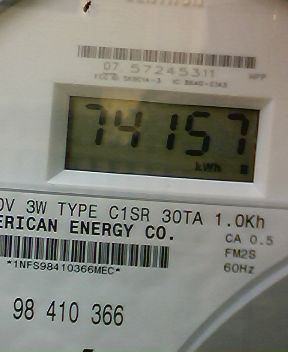 07 57245311
74157
kWh
0V 3W TYPE C1SR 30TA 1.0Kh
ERICAN ENERGY CO.
CA 0.5
FM2S
*1NFS98410366MEC*
60Hz
98 410 366